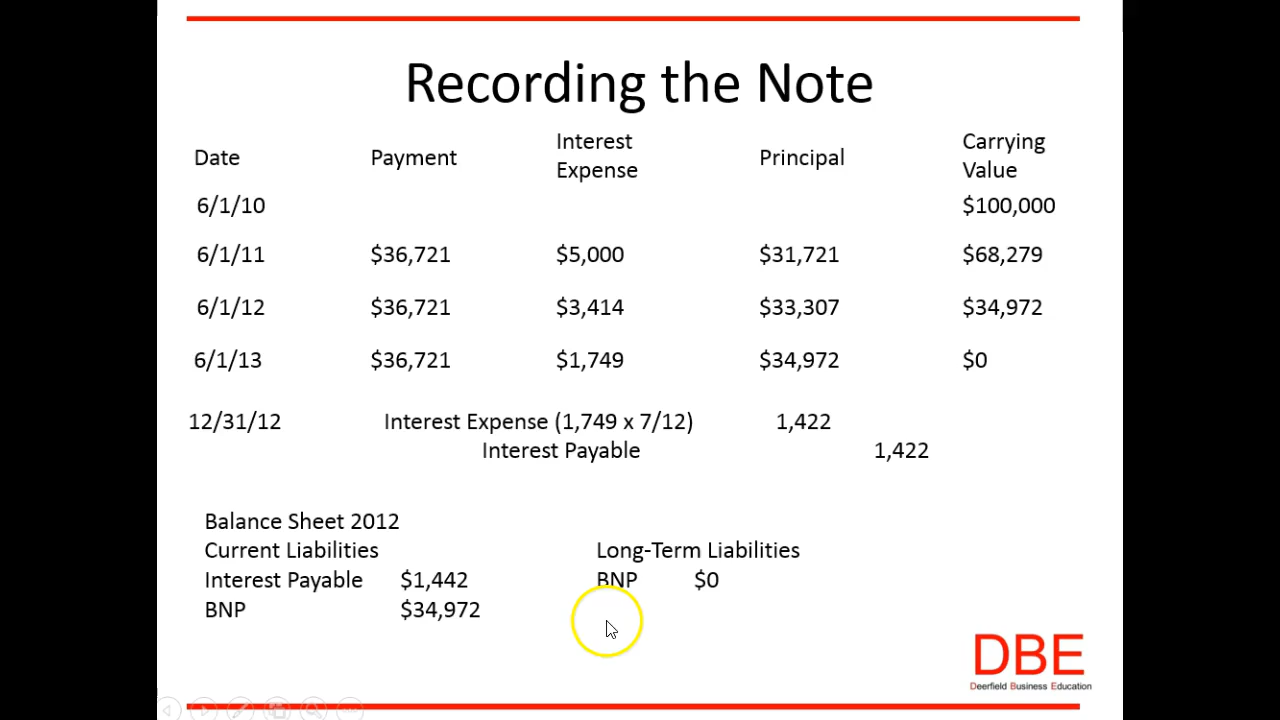 Recording the Note
Date Payment Interest Expense Principal Carrying Value
6/1/10 $100,000
6/1/11 $36,721 $5,000 $31,721 $68,279
6/1/12 $36,721 $3,414 $33,307 $34,972
6/1/13 $36,721 $1,749 $34,972 $0
12/31/12 Interest Expense (1,749 x 7/12) 1,422
Interest Payable 1,422
Balance Sheet 2012
Current Liabilities Long-Term Liabilities
Interest Payable $1,442 BNP $0
BNP $34,972
DBE
Deerfield Business Education